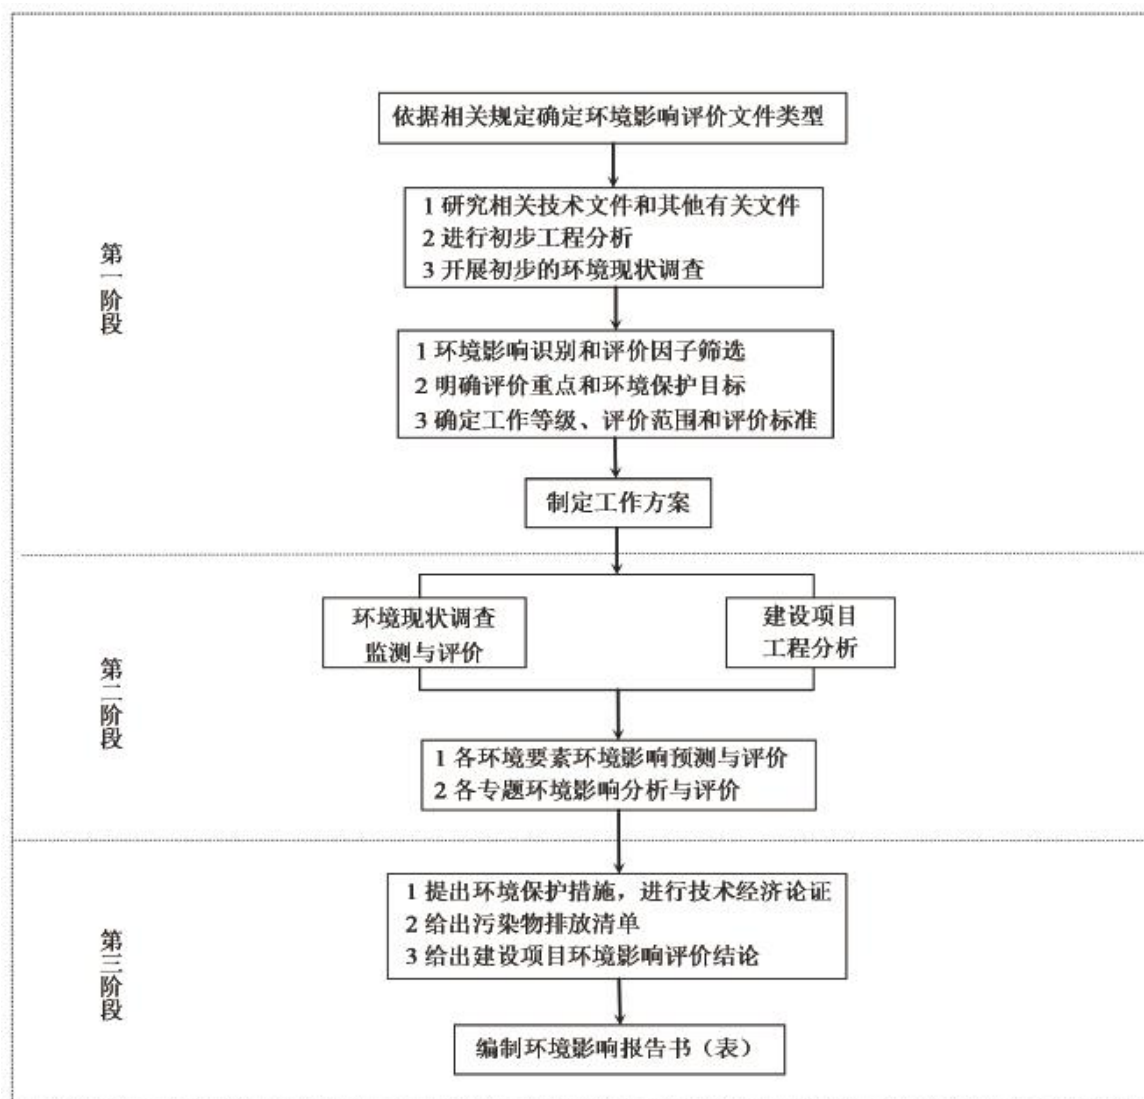 依据相关规定确定环境影响评价文件类型
1 研究相关技术文件和其他有关文件
2 进行初步工程分析
3 开展初步的环境现状调查
第一阶段
1 环境影响识别和评价因子筛选
2 明确评价重点和环境保护目标
3 确定工作等级、评价范围和评价标准
制定工作方案
环境现状调查
监测与评价
建设项目
工程分析
第二阶段
1 各环境要素环境影响预测与评价
2 各专题环境影响分析与评价
1 提出环境保护措施，进行技术经济论证
2 给出污染物排放清单
3 给出建设项目环境影响评价结论
第三阶段
编制环境影响报告书（表）